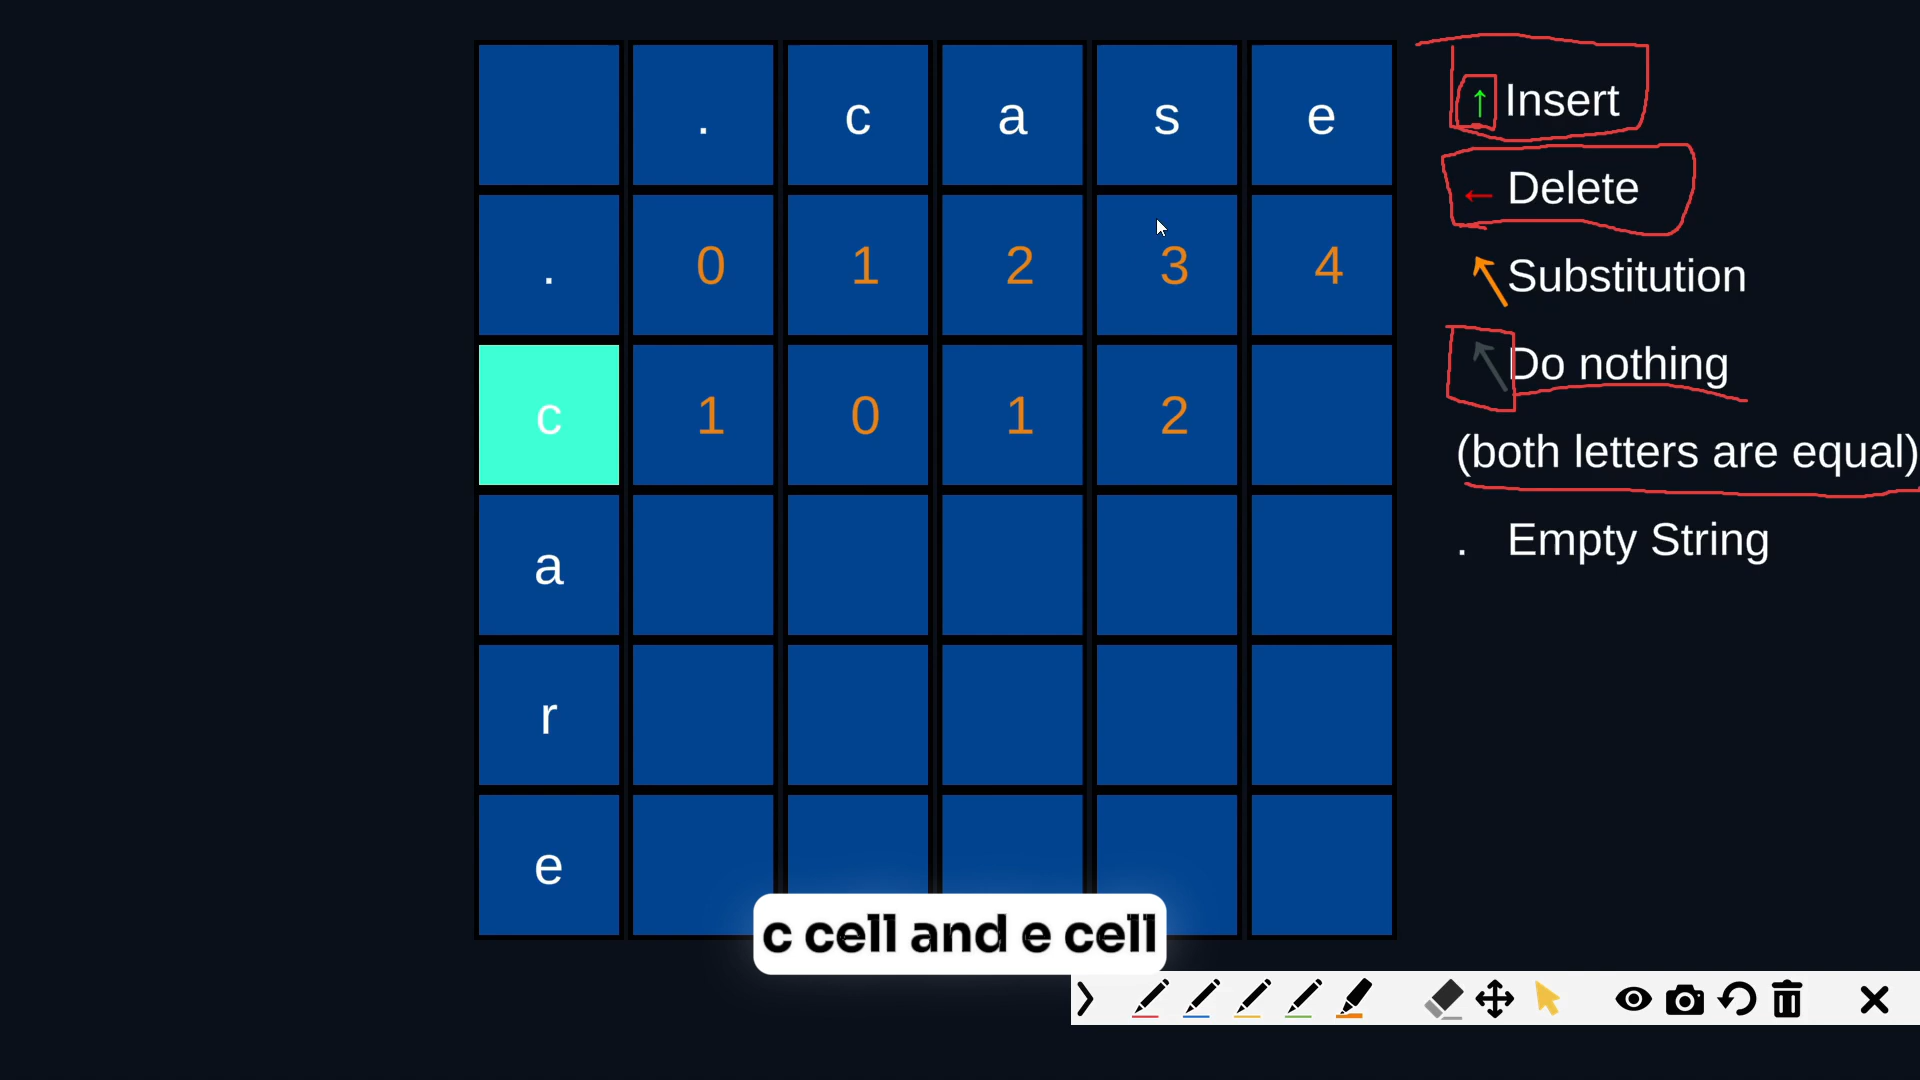 . c a s e
. 0 1 2 3 4
c 1 0 1 2
a
r
e
↑ Insert
← Delete
↖ Substitution
↖ Do nothing
(both letters are equal)
. Empty String
c cell and e cell